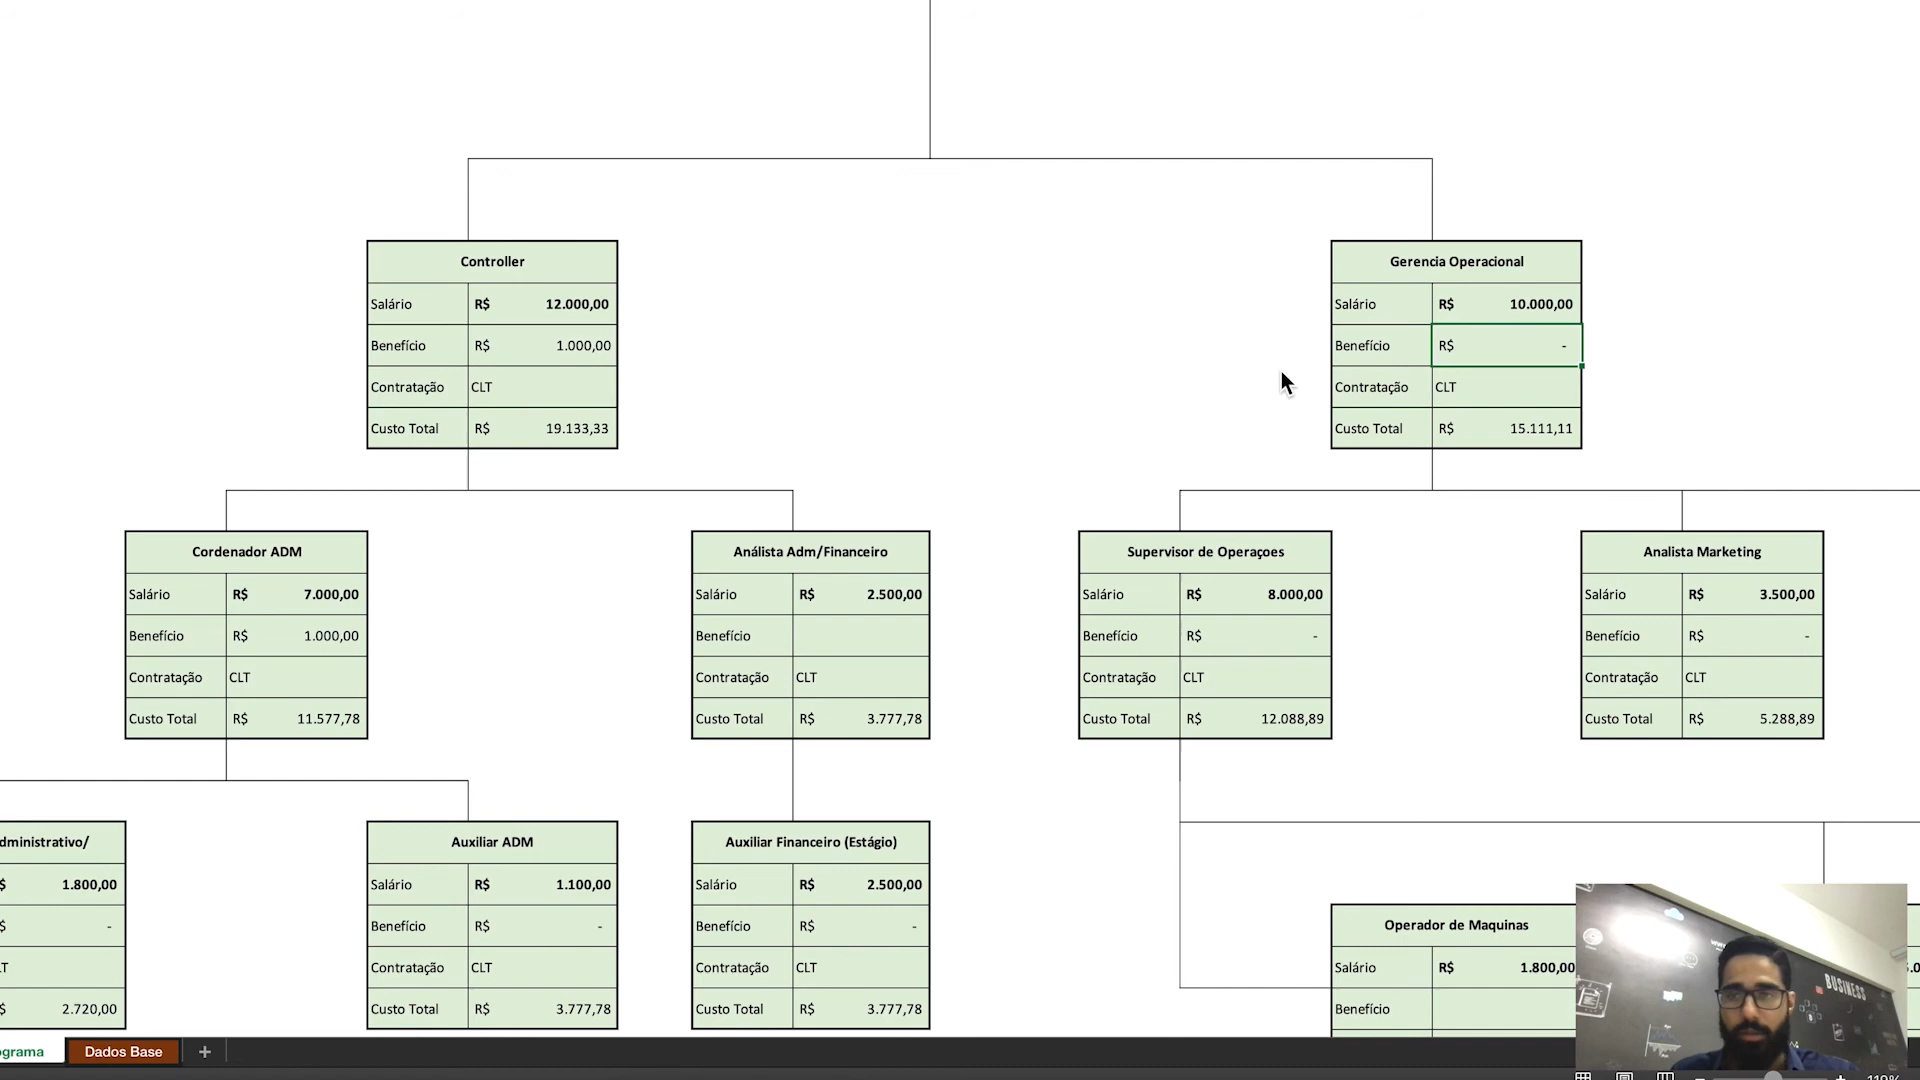 Controller
Salário R$ 12.000,00
Benefício R$ 1.000,00
Contratação CLT
Custo Total R$ 19.133,33
Gerencia Operacional
Salário R$ 10.000,00
Benefício R$ -
Contratação CLT
Custo Total R$ 15.111,11
Cordenador ADM
Salário R$ 7.000,00
Benefício R$ 1.000,00
Contratação CLT
Custo Total R$ 11.577,78
Análista Adm/Financeiro
Salário R$ 2.500,00
Benefício
Contratação CLT
Custo Total R$ 3.777,78
Supervisor de Operaçoes
Salário R$ 8.000,00
Benefício R$ -
Contratação CLT
Custo Total R$ 12.088,89
Analista Marketing
Salário R$ 3.500,00
Benefício R$ -
Contratação CLT
Custo Total R$ 5.288,89
dministrativo/
$ 1.800,00
$ -
LT
$ 2.720,00
Auxiliar ADM
Salário R$ 1.100,00
Benefício R$ -
Contratação CLT
Custo Total R$ 3.777,78
Auxiliar Financeiro (Estágio)
Salário R$ 2.500,00
Benefício R$ -
Contratação CLT
Custo Total R$ 3.777,78
Operador de Maquinas
Salário R$ 1.800,00
Benefício
BUSINESS
ograma
Dados Base
+